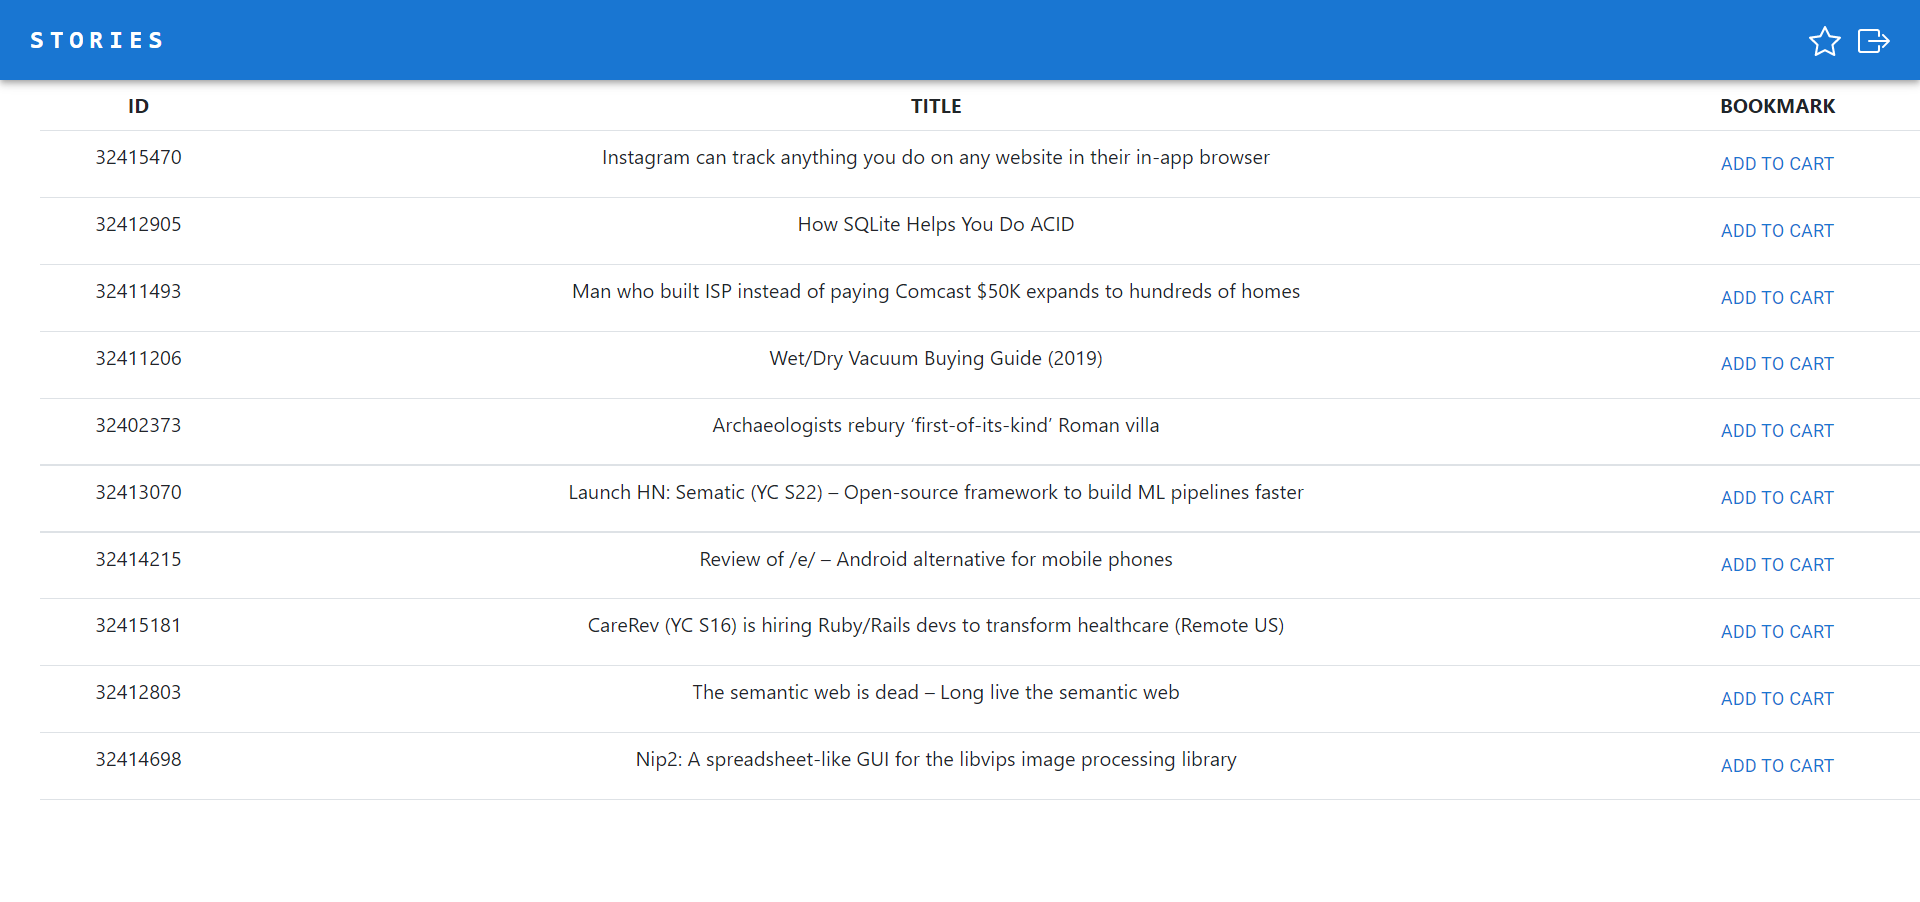 STORIES
ID TITLE BOOKMARK
32415470 Instagram can track anything you do on any website in their in-app browser ADD TO CART
32412905 How SQLite Helps You Do ACID ADD TO CART
32411493 Man who built ISP instead of paying Comcast $50K expands to hundreds of homes ADD TO CART
32411206 Wet/Dry Vacuum Buying Guide (2019) ADD TO CART
32402373 Archaeologists rebury ‘first-of-its-kind’ Roman villa ADD TO CART
32413070 Launch HN: Sematic (YC S22) – Open-source framework to build ML pipelines faster ADD TO CART
32414215 Review of /e/ – Android alternative for mobile phones ADD TO CART
32415181 CareRev (YC S16) is hiring Ruby/Rails devs to transform healthcare (Remote US) ADD TO CART
32412803 The semantic web is dead – Long live the semantic web ADD TO CART
32414698 Nip2: A spreadsheet-like GUI for the libvips image processing library ADD TO CART